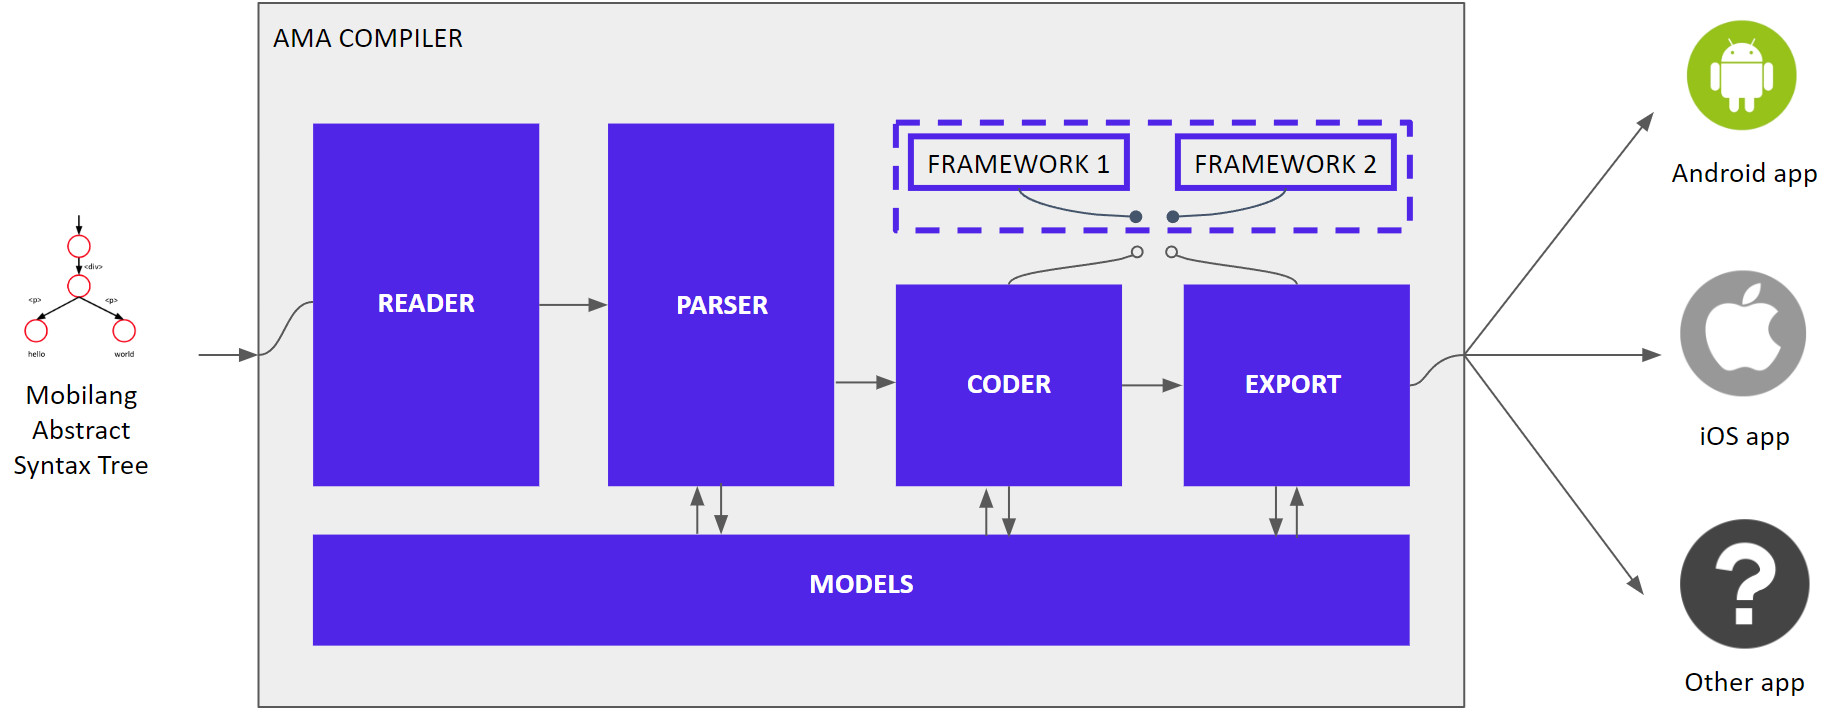 AMA COMPILER
<div>
<p>
<p>
hello
world
Mobilang
Abstract
Syntax Tree
READER
PARSER
FRAMEWORK 1
FRAMEWORK 2
CODER
EXPORT
MODELS
Android app
iOS app
?
Other app